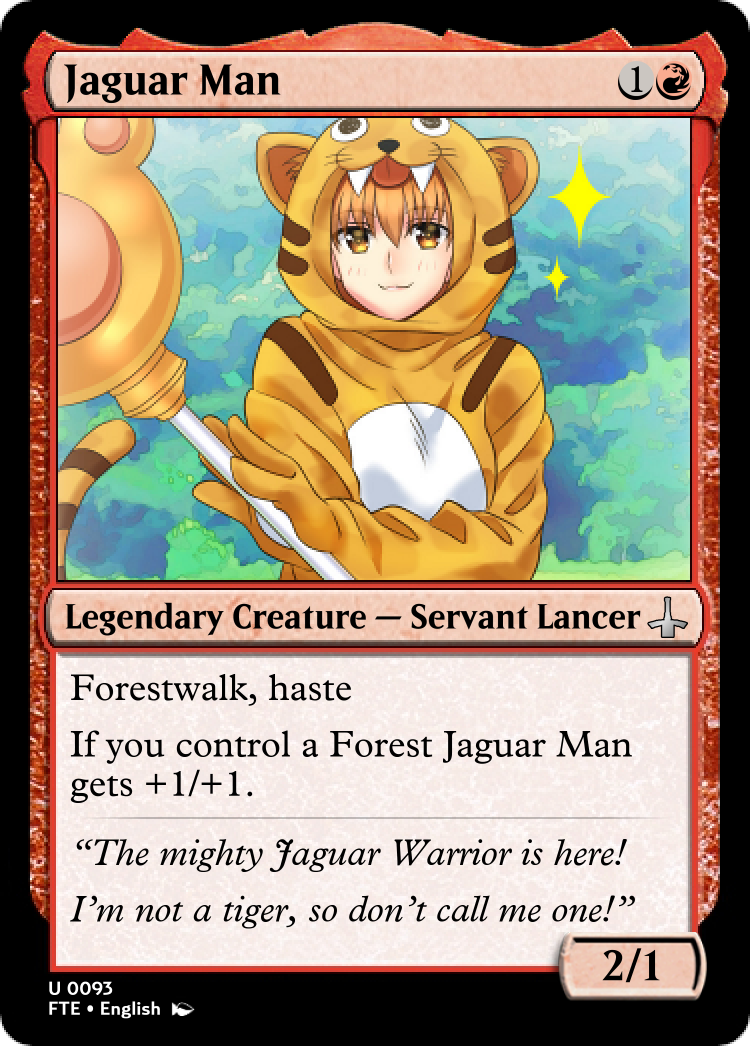 Jaguar Man 1
Legendary Creature — Servant Lancer
Forestwalk, haste
If you control a Forest Jaguar Man
gets +1/+1.
“The mighty Jaguar Warrior is here!
I’m not a tiger, so don’t call me one!”
2/1
U 0093
FTE • English